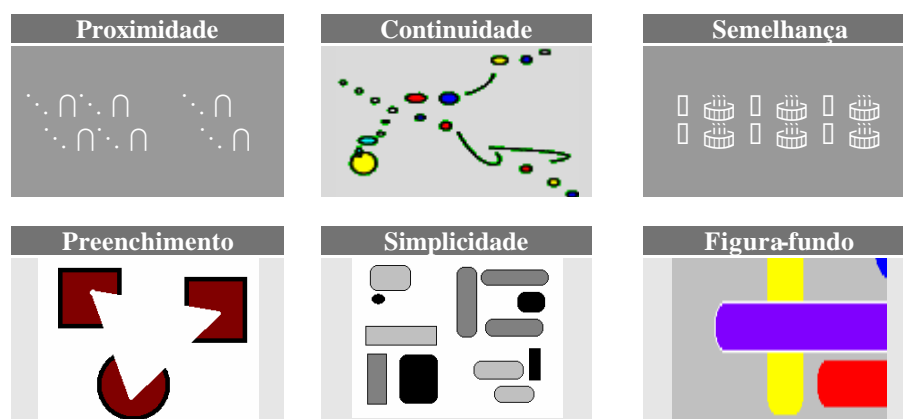 Proximidade
Continuidade
Semelhança
Preenchimento
Simplicidade
Figura-fundo